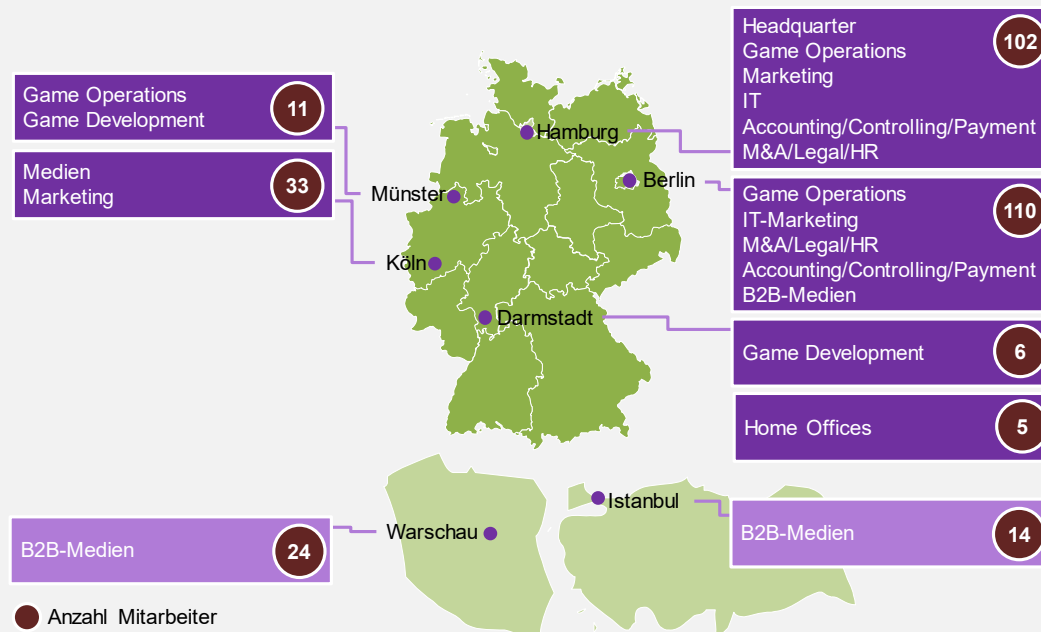 Game Operations
Game Development
11
Medien
Marketing
33
Headquarter
Game Operations
Marketing
IT
Accounting/Controlling/Payment
M&A/Legal/HR
102
Hamburg
Berlin
Münster
Köln
Darmstadt
Game Operations
IT-Marketing
M&A/Legal/HR
Accounting/Controlling/Payment
B2B-Medien
110
Game Development
6
Home Offices
5
Warschau
Istanbul
B2B-Medien
24
B2B-Medien
14
Anzahl Mitarbeiter